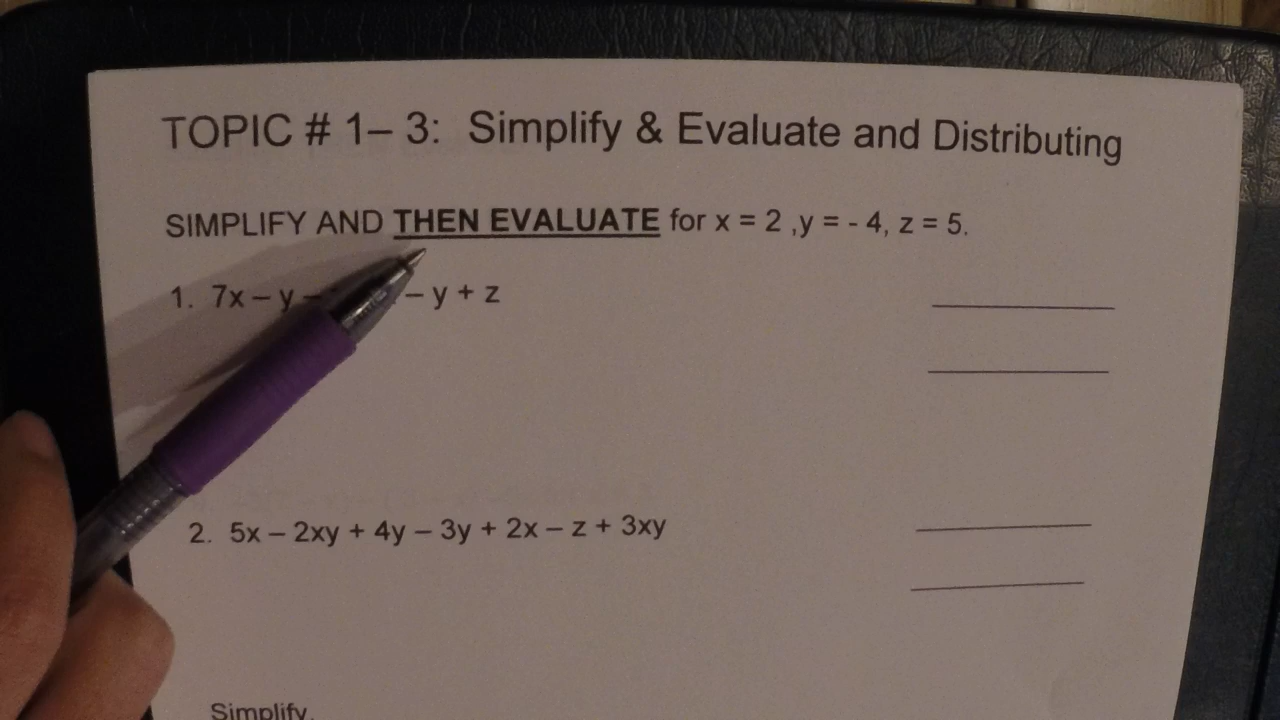 TOPIC # 1– 3: Simplify & Evaluate and Distributing
SIMPLIFY AND THEN EVALUATE for x = 2 ,y = - 4, z = 5.
1. 7x – y – – y + z
2. 5x – 2xy + 4y – 3y + 2x – z + 3xy
Simplify.